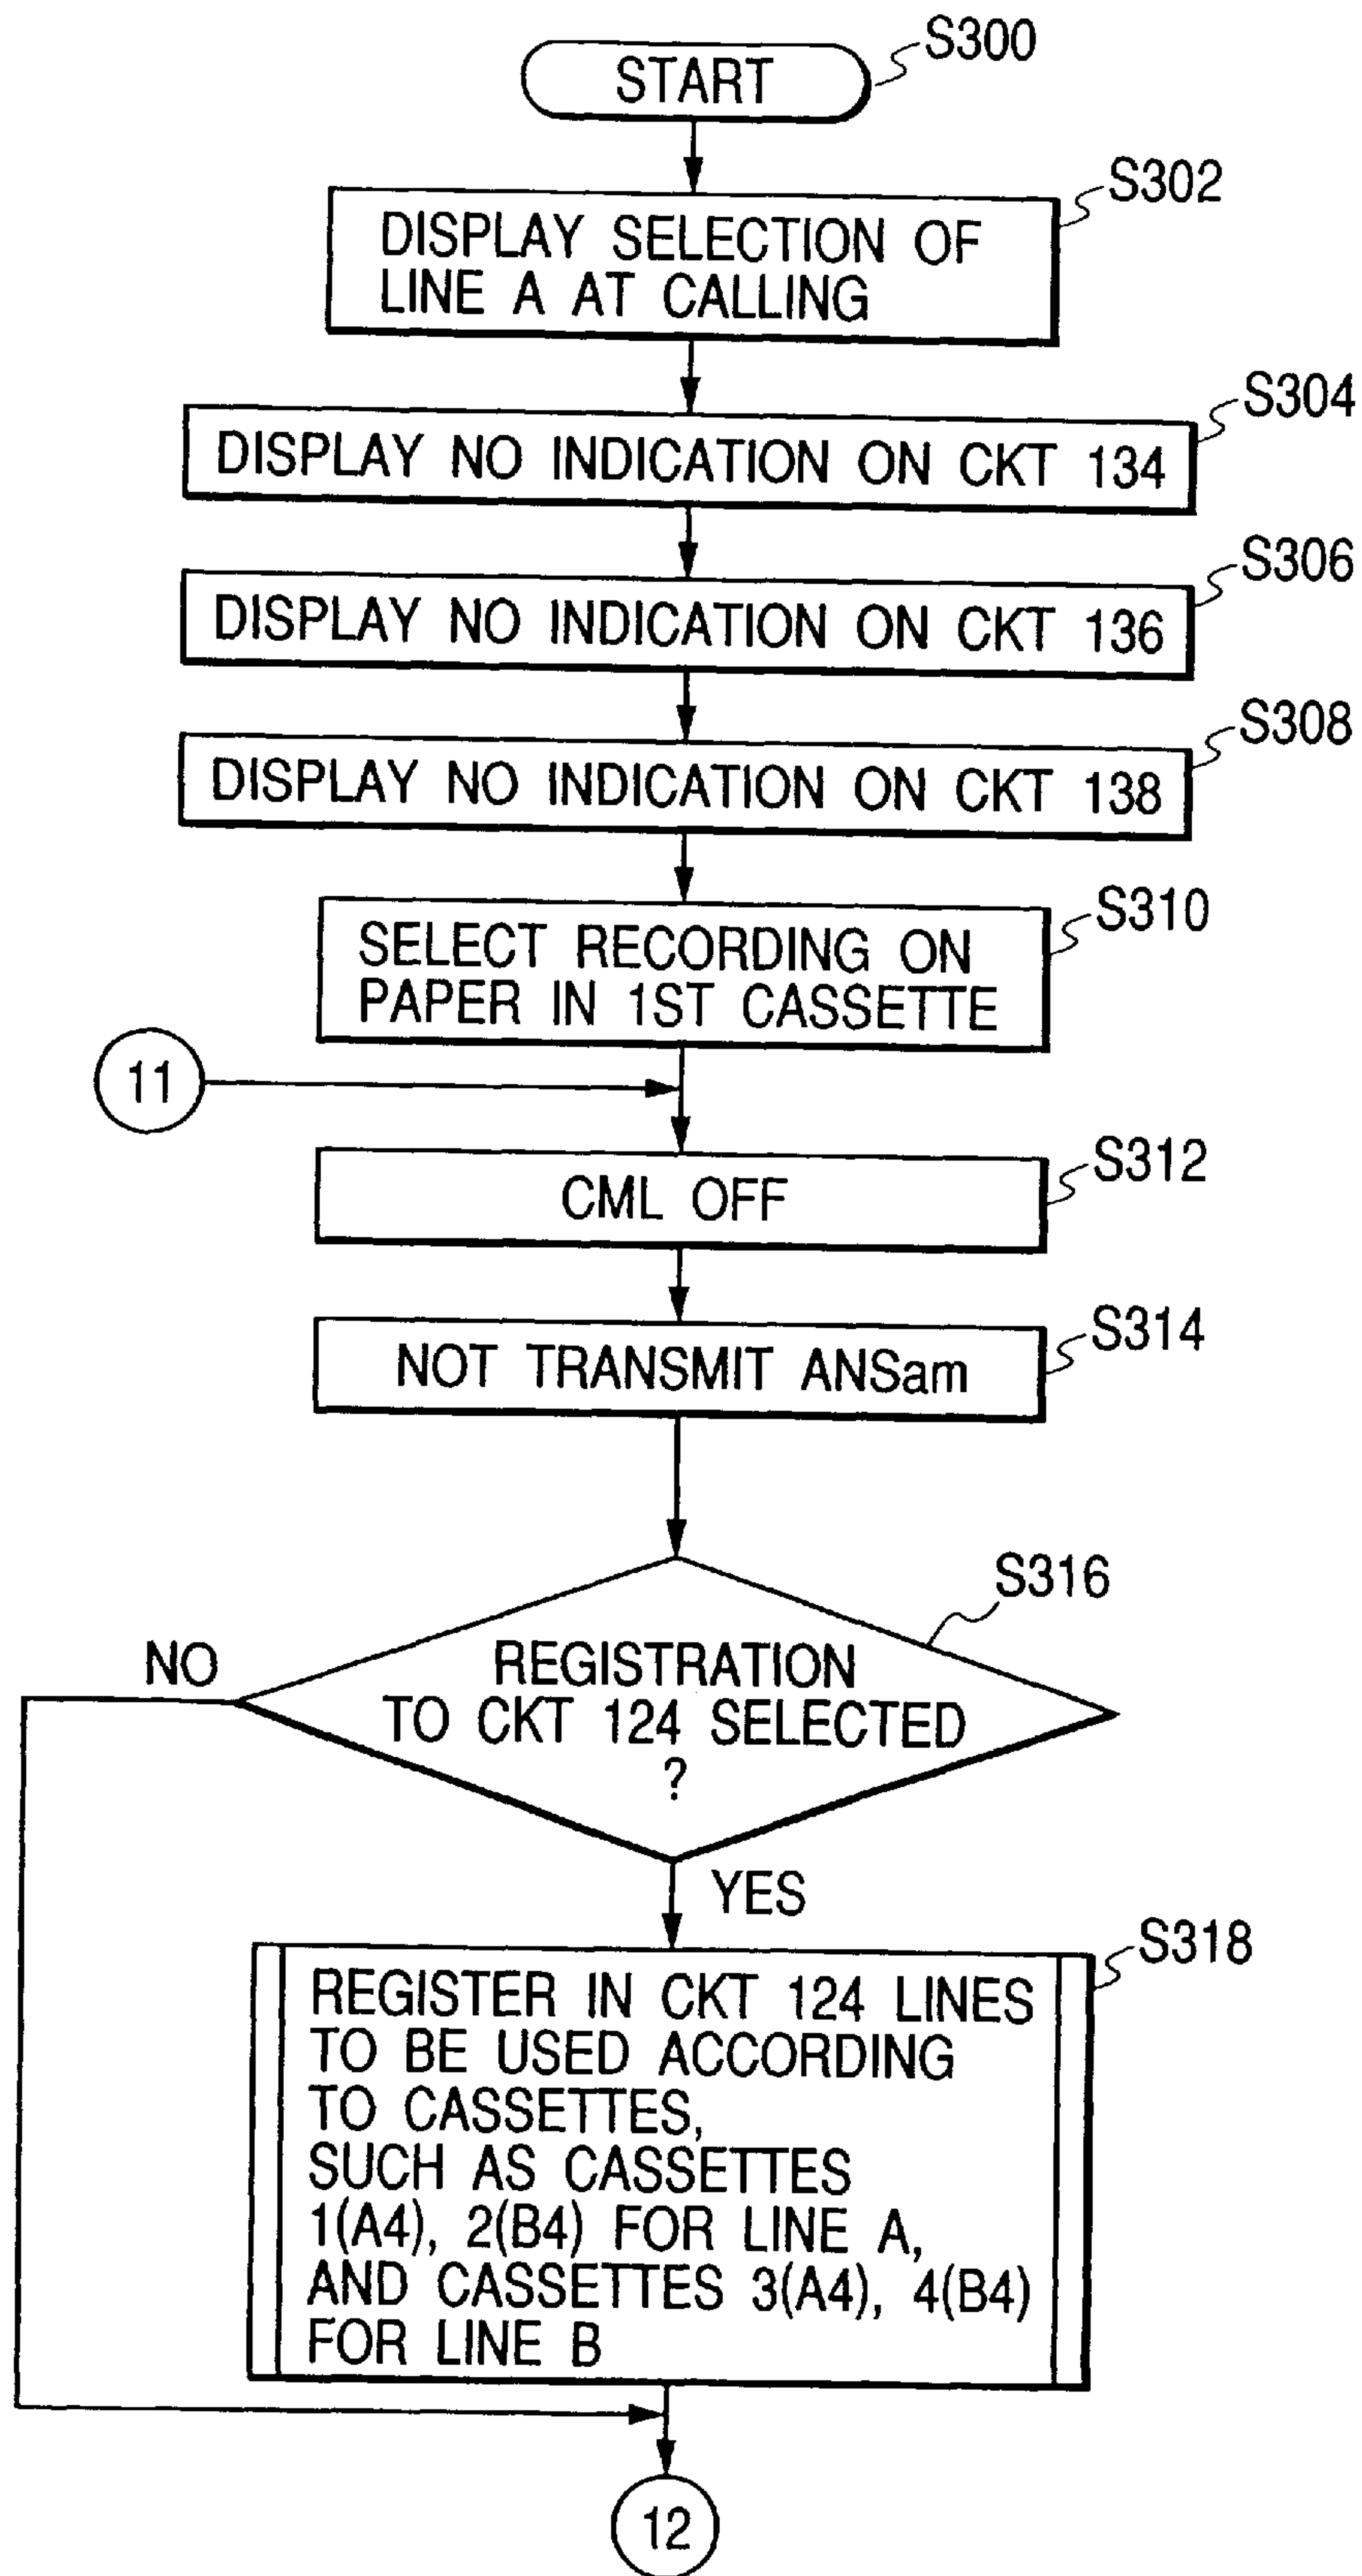 START
S300
DISPLAY SELECTION OF
LINE A AT CALLING
S302
DISPLAY NO INDICATION ON CKT 134
S304
DISPLAY NO INDICATION ON CKT 136
S306
DISPLAY NO INDICATION ON CKT 138
S308
SELECT RECORDING ON
PAPER IN 1ST CASSETTE
S310
11
CML OFF
S312
NOT TRANSMIT ANSam
S314
REGISTRATION
TO CKT 124 SELECTED
?
S316
NO
YES
REGISTER IN CKT 124 LINES
TO BE USED ACCORDING
TO CASSETTES,
SUCH AS CASSETTES
1(A4), 2(B4) FOR LINE A,
AND CASSETTES 3(A4), 4(B4)
FOR LINE B
S318
12